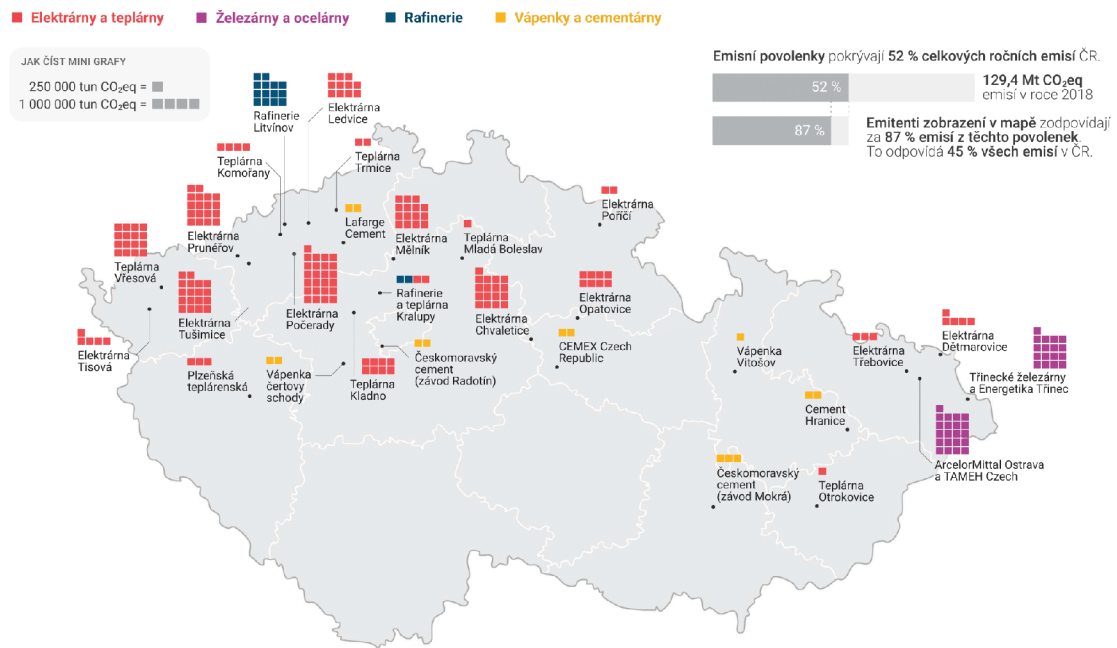 Elektrárny a teplárny
Železárny a ocelárny
Rafinerie
Vápenky a cementárny
JAK ČÍST MINI GRAFY
250 000 tun CO₂eq =
1 000 000 tun CO₂eq =
Emisní povolenky pokrývají 52 % celkových ročních emisí ČR.
52 %
129,4 Mt CO₂eq
emisí v roce 2018
87 %
Emitenti zobrazení v mapě zodpovídají
za 87 % emisí z těchto povolenek.
To odpovídá 45 % všech emisí v ČR.
Rafinerie
Litvínov
Elektrárna
Ledvice
Teplárna
Komořany
Teplárna
Trmice
Elektrárna
Poříčí
Elektrárna
Prunéřov
Lafarge
Cement
Elektrárna
Mělník
Teplárna
Mladá Boleslav
Teplárna
Vřesová
Elektrárna
Tušimice
Elektrárna
Počerady
Rafinerie
a teplárna
Kralupy
Elektrárna
Chvaletice
Elektrárna
Opatovice
Elektrárna
Tisová
Plzeňská
teplárenská
Vápenka
čertovy
schody
Teplárna
Kladno
Českomoravský
cement
(závod Radotín)
CEMEX Czech
Republic
Vápenka
Vitošov
Elektrárna
Třebovice
Elektrárna
Dětmarovice
Třinecké železárny
a Energetika Třinec
Cement
Hranice
ArcelorMittal Ostrava
a TAMEH Czech
Českomoravský
cement
(závod Mokrá)
Teplárna
Otrokovice